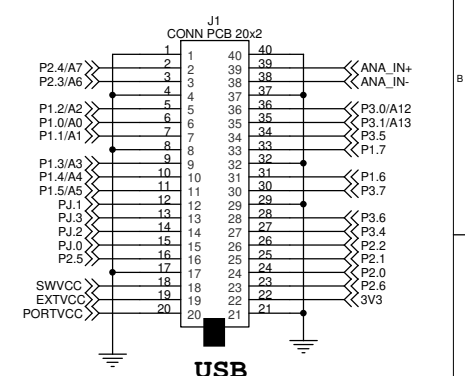 J1
CONN PCB 20x2
1 1 40 40
P2.4/A7 2 2 39 39 ANA_IN+
P2.3/A6 3 3 38 38 ANA_IN-
4 4 37 37
P1.2/A2 5 5 36 36 P3.0/A12
P1.0/A0 6 6 35 35 P3.1/A13
P1.1/A1 7 7 34 34 P3.5
8 8 33 33 P1.7
P1.3/A3 9 9 32 32
P1.4/A4 10 10 31 31 P1.6
P1.5/A5 11 11 30 30 P3.7
PJ.1 12 12 29 29
PJ.3 13 13 28 28 P3.6
PJ.2 14 14 27 27 P3.4
PJ.0 15 15 26 26 P2.2
P2.5 16 16 25 25 P2.1
17 17 24 24 P2.0
SWVCC 18 18 23 23 P2.6
EXTVCC 19 19 22 22 3V3
PORTVCC 20 20 21 21
USB
B